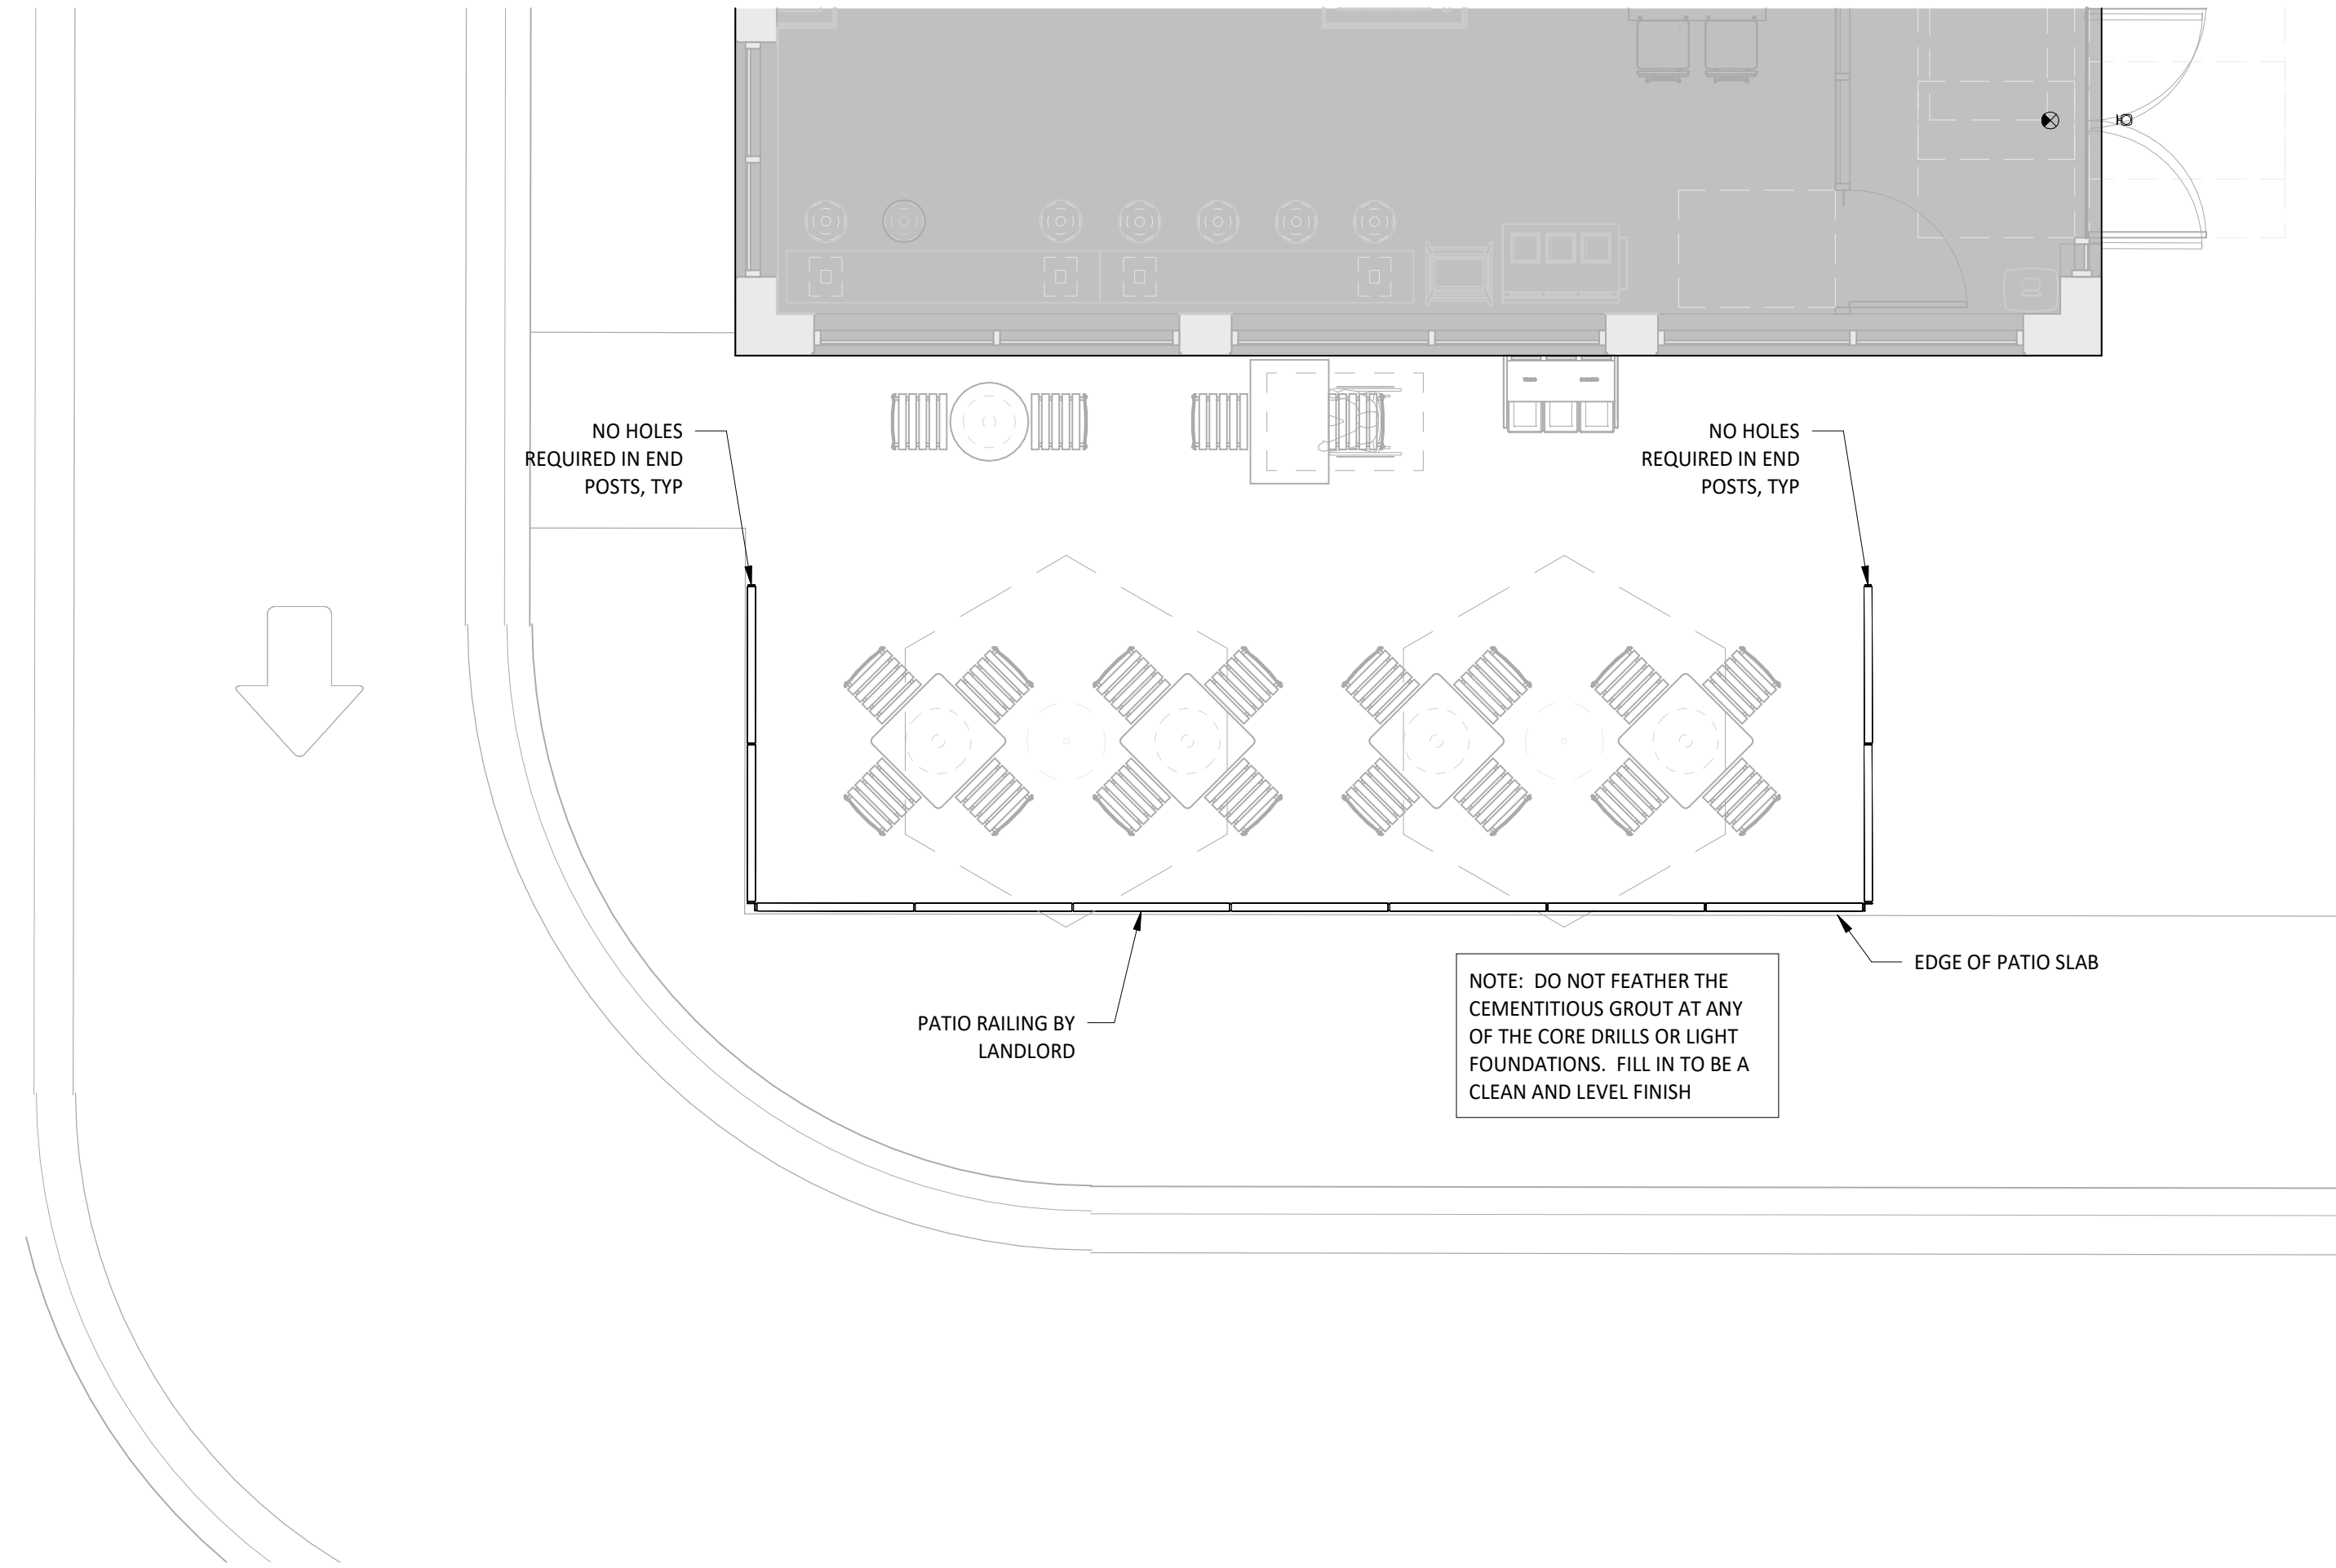 NO HOLES
REQUIRED IN END
POSTS, TYP
NO HOLES
REQUIRED IN END
POSTS, TYP
EDGE OF PATIO SLAB
PATIO RAILING BY
LANDLORD
NOTE: DO NOT FEATHER THE
CEMENTITIOUS GROUT AT ANY
OF THE CORE DRILLS OR LIGHT
FOUNDATIONS. FILL IN TO BE A
CLEAN AND LEVEL FINISH